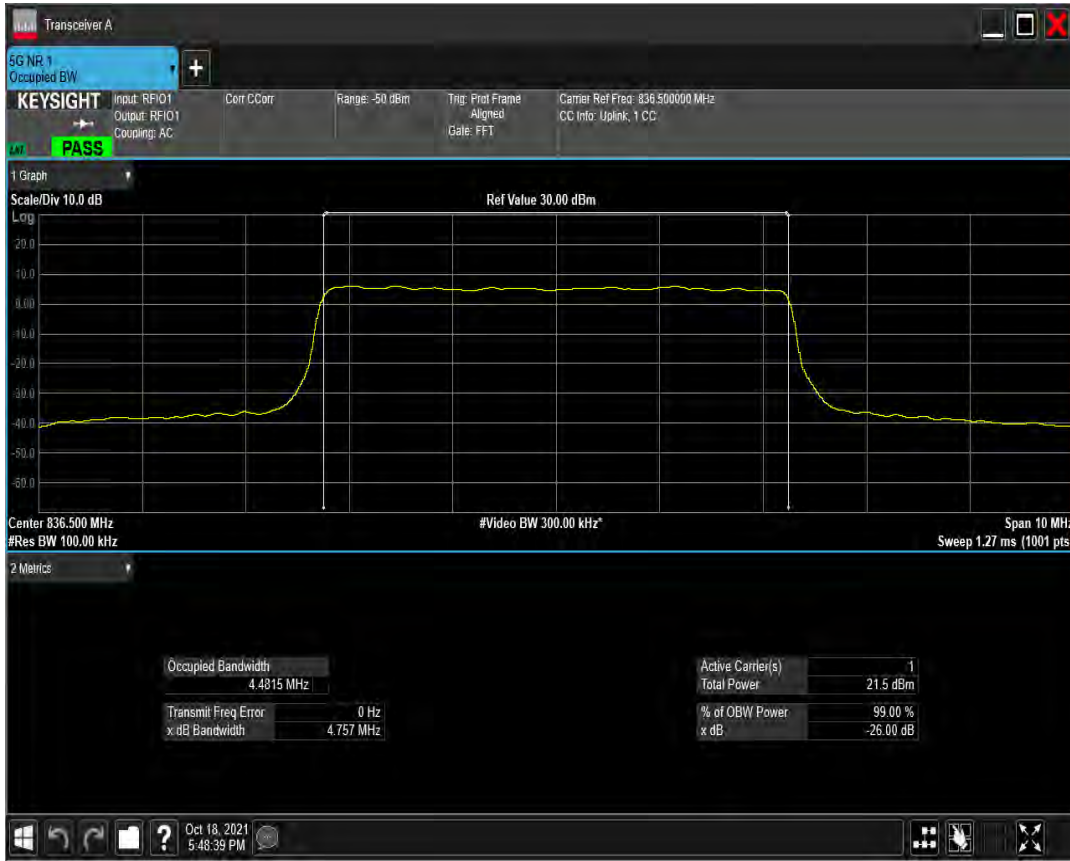 Transceiver A
5G NR 1
Occupied BW
+
KEYSIGHT
Input: RFIO1
Output: RFIO1
Coupling: AC
Corr CCorr
Range: -50 dBm
Trig: Prot Frame
Aligned
Gate: FFT
Carrier Ref Freq: 836.500000 MHz
CC Info: Uplink, 1 CC
PASS
1 Graph
Scale/Div 10.0 dB
Ref Value 30.00 dBm
Log
20.0
10.0
0.00
-10.0
-20.0
-30.0
-40.0
-50.0
-60.0
Center 836.500 MHz
#Video BW 300.00 kHz*
Span 10 MHz
#Res BW 100.00 kHz
Sweep 1.27 ms (1001 pts
2 Metrics
Occupied Bandwidth
4.4815 MHz
Transmit Freq Error 0 Hz
x dB Bandwidth 4.757 MHz
Active Carrier(s) 1
Total Power 21.5 dBm
% of OBW Power 99.00 %
x dB -26.00 dB
?
Oct 18, 2021
5:48:39 PM